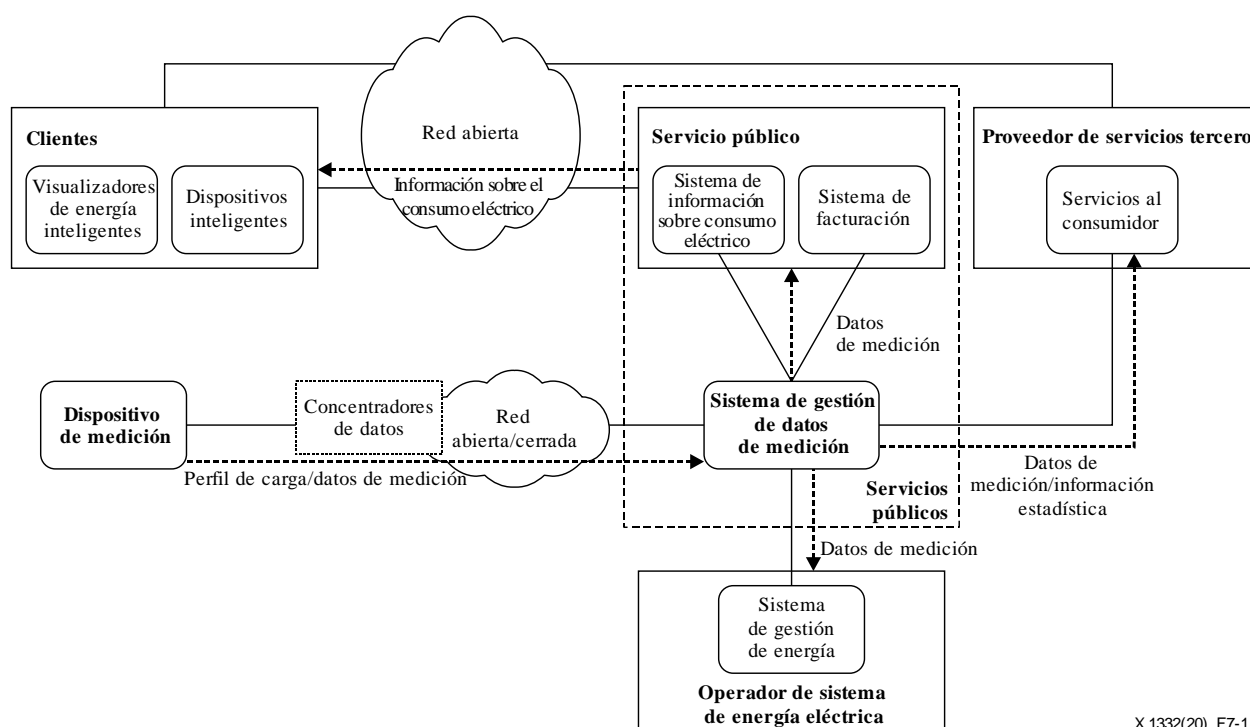 Clientes
Visualizadores
de energía
inteligentes
Dispositivos
inteligentes
Red abierta
Información sobre el
consumo eléctrico
Servicio público
Sistema de
información
sobre consumo
eléctrico
Sistema de
facturación
Proveedor de servicios tercero
Servicios al
consumidor
Datos
de medición
Dispositivo
de medición
Concentradores
de datos
Red
abierta/cerrada
Perfil de carga/datos de medición
Sistema de gestión
de datos
de medición
Servicios
públicos
Datos de
medición/información
estadística
Datos de medición
Sistema
de gestión
de energía
Operador de sistema
de energía eléctrica
X.1332(20)_F7-1